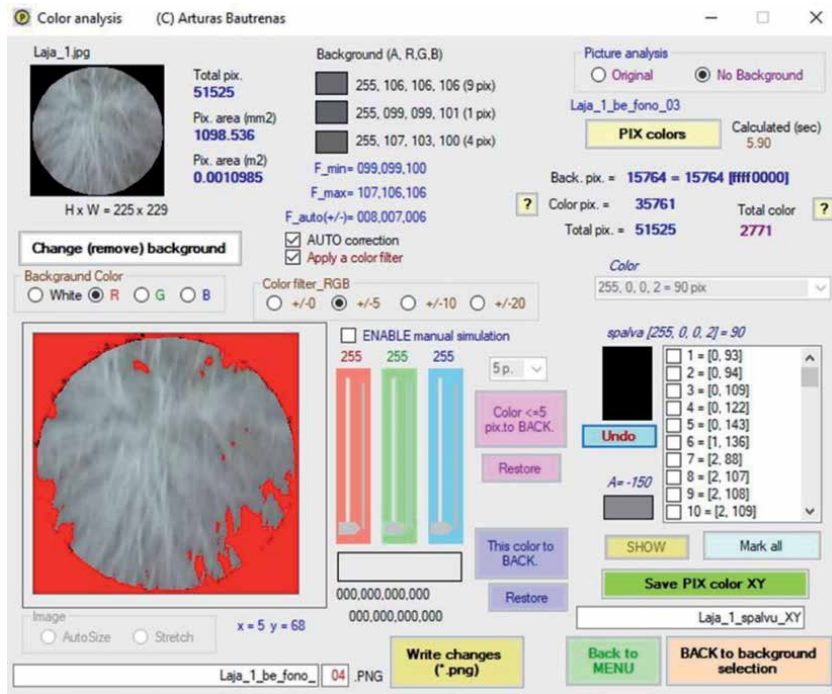 Color analysis (C) Arturas Bautrenas
Laja_1.jpg
Total pix.
51525
Pix. area (mm2)
1098.536
Pix. area (m2)
0.0010985
H x W = 225 x 229
Change (remove) background
Background (A, R,G,B)
255, 106, 106, 106 (9 pix)
255, 099, 099, 101 (1 pix)
255, 107, 103, 100 (4 pix)
F_min= 099,099,100
F_max= 107,106,106
F_auto(+/-)= 008,007,006
AUTO correction
Apply a color filter
Picture analysis
Original No Background
Laja_1_be_fono_03
PIX colors
Calculated (sec)
5.90
Back. pix. = 15764 = 15764 [ffff0000]
? Color pix. = 35761
Total pix. = 51525
Total color ?
2771
Background Color
White R G B
Color filter_RGB
+/-0 +/-5 +/-10 +/-20
Color
255, 0, 0, 2 = 90 pix
ENABLE manual simulation
255 255 255
5 p.
Color <=5
pix.to BACK.
Restore
This color to
BACK.
Restore
000,000,000,000
000,000,000,000
spalva [255, 0, 0, 2] = 90
Undo
A= -150
1 = [0, 93]
2 = [0, 94]
3 = [0, 109]
4 = [0, 122]
5 = [0, 143]
6 = [1, 136]
7 = [2, 88]
8 = [2, 107]
9 = [2, 108]
10 = [2, 109]
SHOW Mark all
Save PIX color XY
Laja_1_spalvu_XY
Image
AutoSize Stretch
x = 5 y = 68
Laja_1_be_fono_ 04 .PNG
Write changes
(*.png)
Back to
MENU
BACK to background
selection